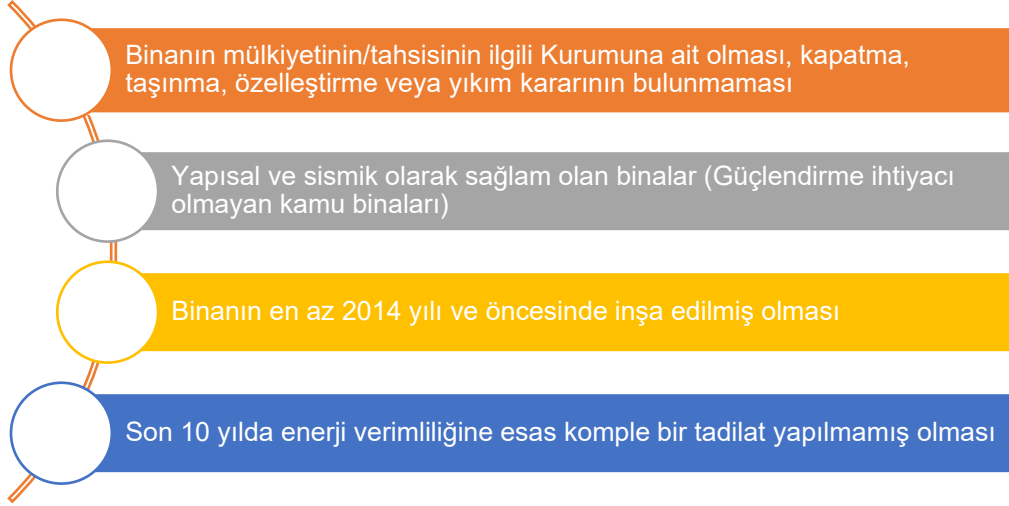 Binanın mülkiyetinin/tahsisinin ilgili Kurumuna ait olması, kapatma,
taşınma, özelleştirme veya yıkım kararının bulunmaması
Yapısal ve sismik olarak sağlam olan binalar (Güçlendirme ihtiyacı
olmayan kamu binaları)
Binanın en az 2014 yılı ve öncesinde inşa edilmiş olması
Son 10 yılda enerji verimliliğine esas komple bir tadilat yapılmamış olması